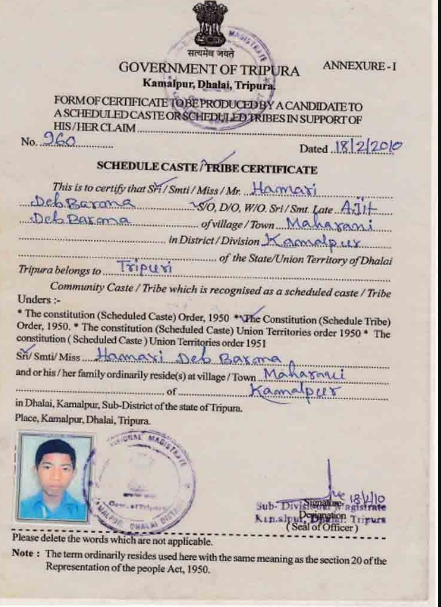 सत्यमेव जयते
GOVERNMENT OF TRIPURA
ANNEXURE - I
Kamalpur, Dhalai, Tripura.
FORM OF CERTIFICATE TO BE PRODUCED BY A CANDIDATE TO
A SCHEDULED CASTE OR SCHEDULED TRIBES IN SUPPORT OF
HIS / HER CLAIM
No. 960 Dated 18/2/2010
SCHEDULE CASTE / TRIBE CERTIFICATE
This is to certify that Sri / Smti / Miss / Mr. Hamari
Deb Barma S/O, D/O, W/O. Sri / Smt. Late Ajit
Deb Barma of village / Town Maharani
in District / Division Kamalpur
of the State/Union Territory of Dhalai
Tripura belongs to Tripuri
Community Caste / Tribe which is recognised as a scheduled caste / Tribe
Unders :-
* The constitution (Scheduled Caste) Order, 1950 * The Constitution (Schedule Tribe)
Order, 1950. * The constitution (Scheduled Caste) Union Territories order 1950 * The
constitution ( Scheduled Caste ) Union Territories order 1951
Sri/ Smti/ Miss Hamari Deb Barma
and or his / her family ordinarily reside(s) at village / Town Maharani
of Kamalpur
in Dhalai, Kamalpur, Sub-District of the state of Tripura.
Place, Kamalpur, Dhalai, Tripura.
18/2/10
Signature
Sub- Divisional Magistrate
Designation
Kamalpur, Dhalai Tripura
( Seal of Officer )
Please delete the words which are not applicable.
Note : The term ordinarily resides used here with the same meaning as the section 20 of the
Representation of the people Act, 1950.